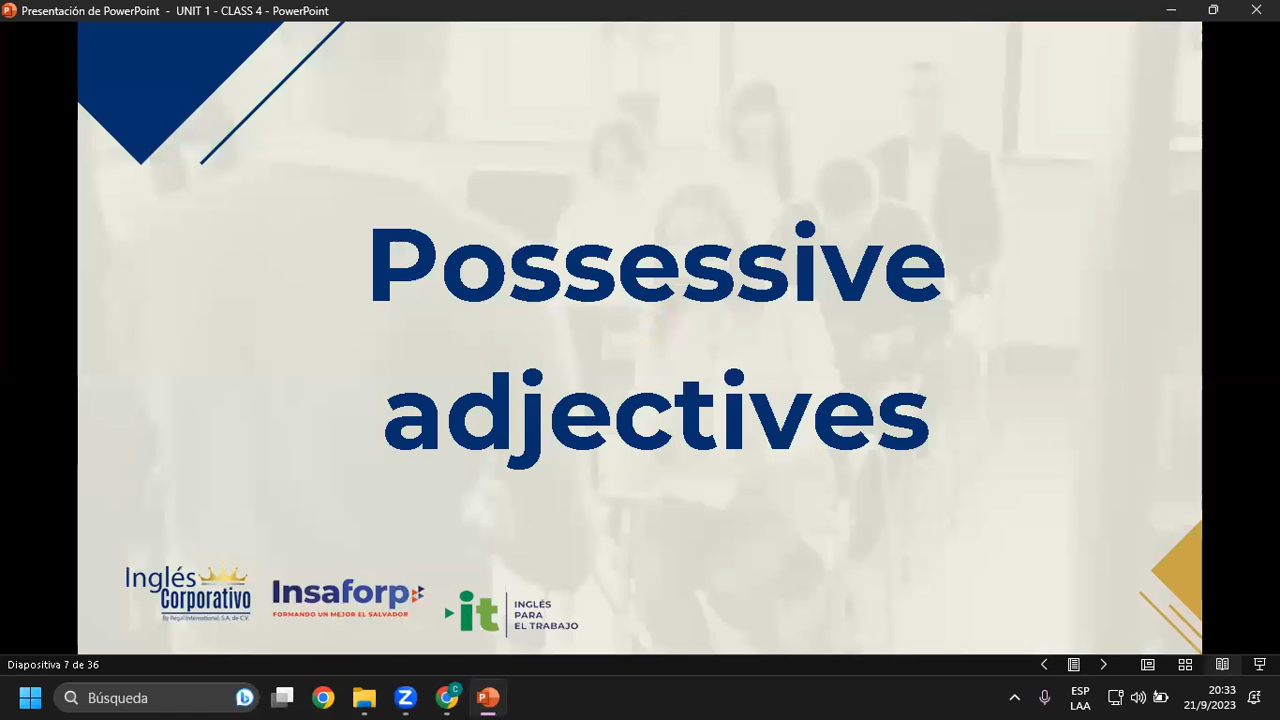 Presentación de PowerPoint - UNIT 1 - CLASS 4 - PowerPoint
Possessive
adjectives
Inglés
Corporativo
By Regal International, S.A. de C.V.
Insaforp
FORMANDO UN MEJOR EL SALVADOR
it
INGLÉS
PARA
EL TRABAJO
Diapositiva 7 de 36
Búsqueda
ESP
LAA
20:33
21/9/2023